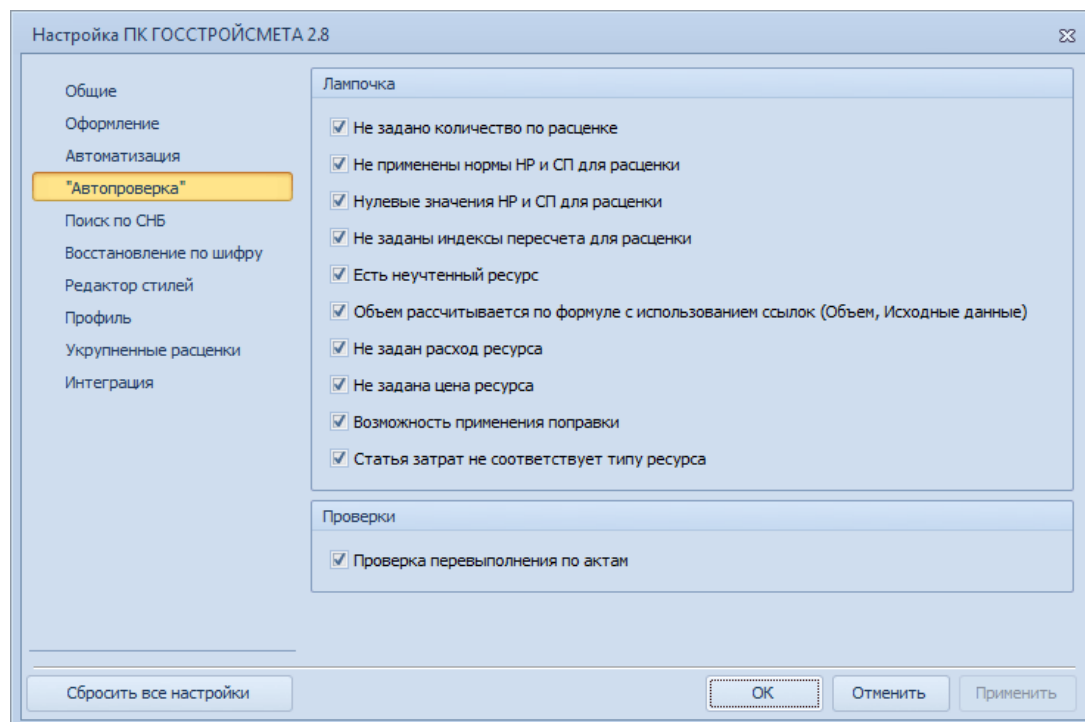 Настройка ПК ГОССТРОЙСМЕТА 2.8
Общие
Оформление
Автоматизация
"Автопроверка"
Поиск по СНБ
Восстановление по шифру
Редактор стилей
Профиль
Укрупненные расценки
Интеграция
Лампочка
Не задано количество по расценке
Не применены нормы НР и СП для расценки
Нулевые значения НР и СП для расценки
Не заданы индексы пересчета для расценки
Есть неучтенный ресурс
Объем рассчитывается по формуле с использованием ссылок (Объем, Исходные данные)
Не задан расход ресурса
Не задана цена ресурса
Возможность применения поправки
Статья затрат не соответствует типу ресурса
Проверки
Проверка перевыполнения по актам
Сбросить все настройки
ОК
Отменить
Применить